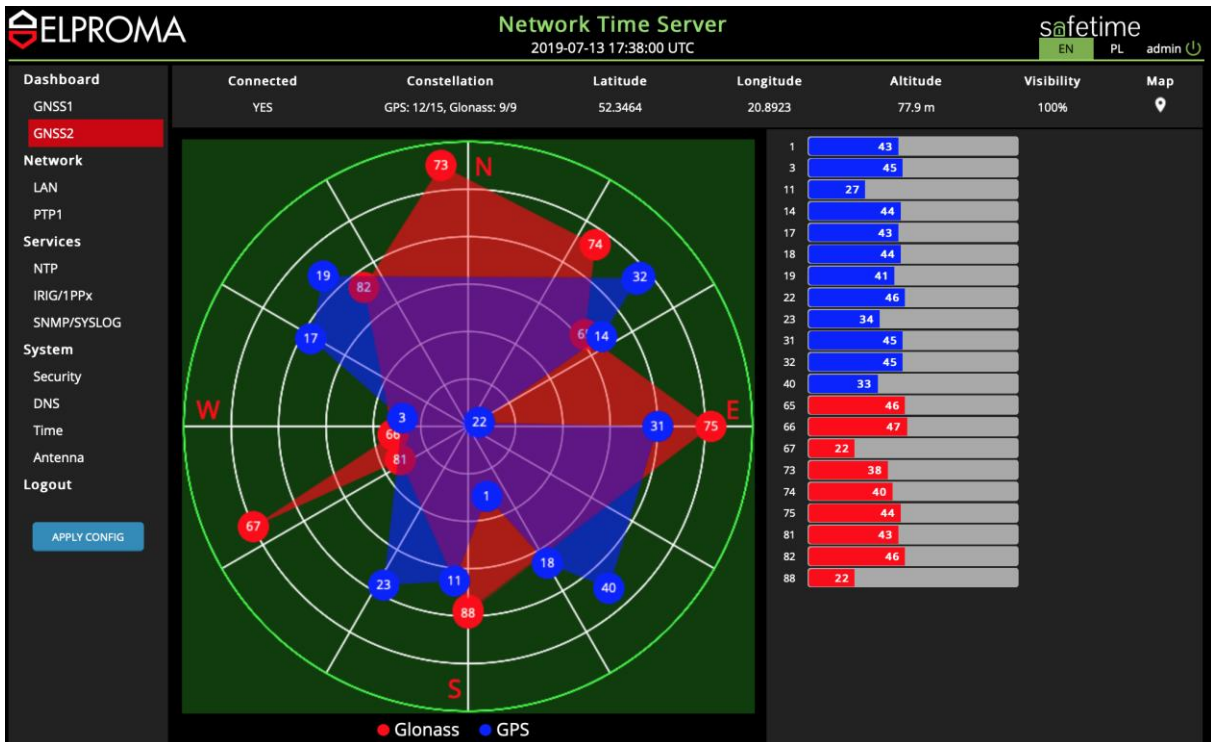 ELPROMA
Network Time Server
2019-07-13 17:38:00 UTC
safetime
EN PL admin
Dashboard
GNSS1
GNSS2
Network
LAN
PTP1
Services
NTP
IRIG/1PPx
SNMP/SYSLOG
System
Security
DNS
Time
Antenna
Logout
APPLY CONFIG
Connected Constellation Latitude Longitude Altitude Visibility Map
YES GPS: 12/15, Glonass: 9/9 52.3464 20.8923 77.9 m 100%
73 N
74
19 32
82
17 14
W E
3 22 31 75
66
81
1
67
18
23 11 40
88
S
Glonass GPS
1 43
3 45
11 27
14 44
17 43
18 44
19 41
22 46
23 34
31 45
32 45
40 33
65 46
66 47
67 22
73 38
74 40
75 44
81 43
82 46
88 22